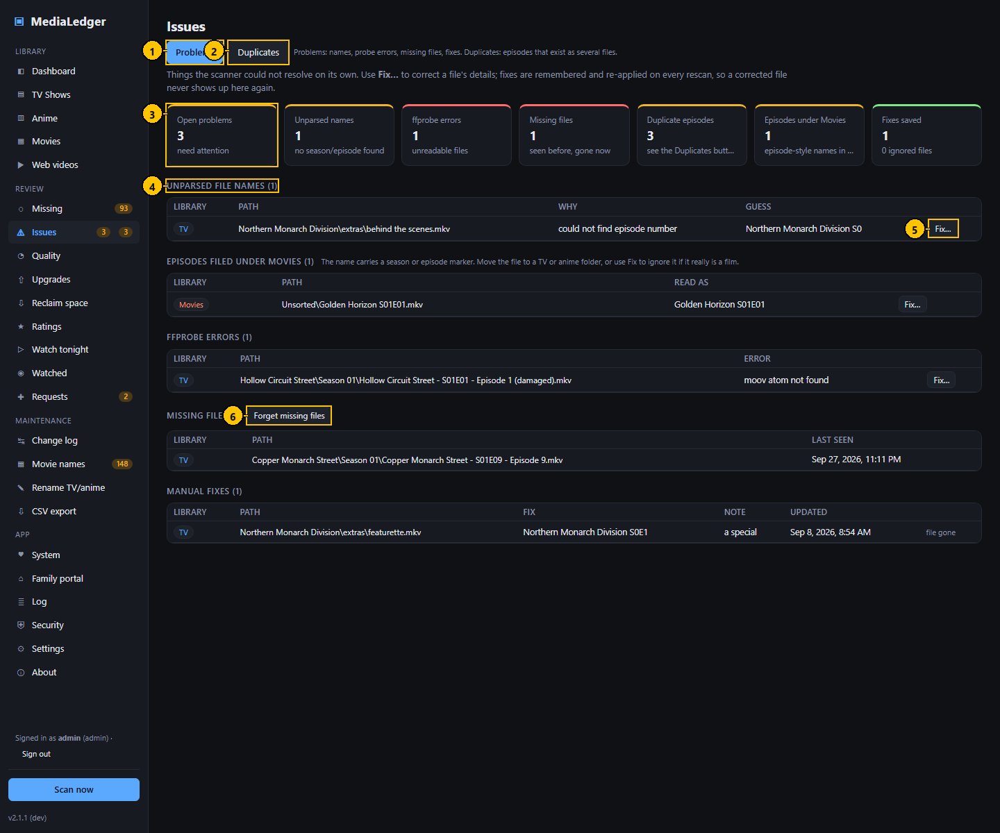 MediaLedger
LIBRARY
Dashboard
TV Shows
Anime
Movies
Web videos
REVIEW
Missing 93
Issues 3 3
Quality
Upgrades
Reclaim space
Ratings
Watch tonight
Watched
Requests 2
MAINTENANCE
Change log
Movie names 148
Rename TV/anime
CSV export
APP
System
Family portal
Log
Security
Settings
About
Signed in as admin (admin) ·
Sign out
Scan now
v2.1.1 (dev)
Issues
1 2 Duplicates Problems: names, probe errors, missing files, fixes. Duplicates: episodes that exist as several files.
Things the scanner could not resolve on its own. Use Fix... to correct a file's details; fixes are remembered and re-applied on every rescan, so a corrected file
never shows up here again.
3
Open problems
3
need attention
Unparsed names
1
no season/episode found
ffprobe errors
1
unreadable files
Missing files
1
seen before, gone now
Duplicate episodes
3
see the Duplicates butt...
Episodes under Movies
1
episode-style names in ...
Fixes saved
1
0 ignored files
4 UNPARSED FILE NAMES (1)
LIBRARY PATH WHY GUESS
TV Northern Monarch Division\extras\behind the scenes.mkv could not find episode number Northern Monarch Division S0 5 Fix...
EPISODES FILED UNDER MOVIES (1) The name carries a season or episode marker. Move the file to a TV or anime folder, or use Fix to ignore it if it really is a film.
LIBRARY PATH READ AS
Movies Unsorted\Golden Horizon S01E01.mkv Golden Horizon S01E01 Fix...
FFPROBE ERRORS (1)
LIBRARY PATH ERROR
TV Hollow Circuit Street\Season 01\Hollow Circuit Street - S01E01 - Episode 1 (damaged).mkv moov atom not found Fix...
MISSING FILE 6 Forget missing files
LIBRARY PATH LAST SEEN
TV Copper Monarch Street\Season 01\Copper Monarch Street - S01E09 - Episode 9.mkv Sep 27, 2026, 11:11 PM
MANUAL FIXES (1)
LIBRARY PATH FIX NOTE UPDATED
TV Northern Monarch Division\extras\featurette.mkv Northern Monarch Division S0E1 a special Sep 8, 2026, 8:54 AM file gone